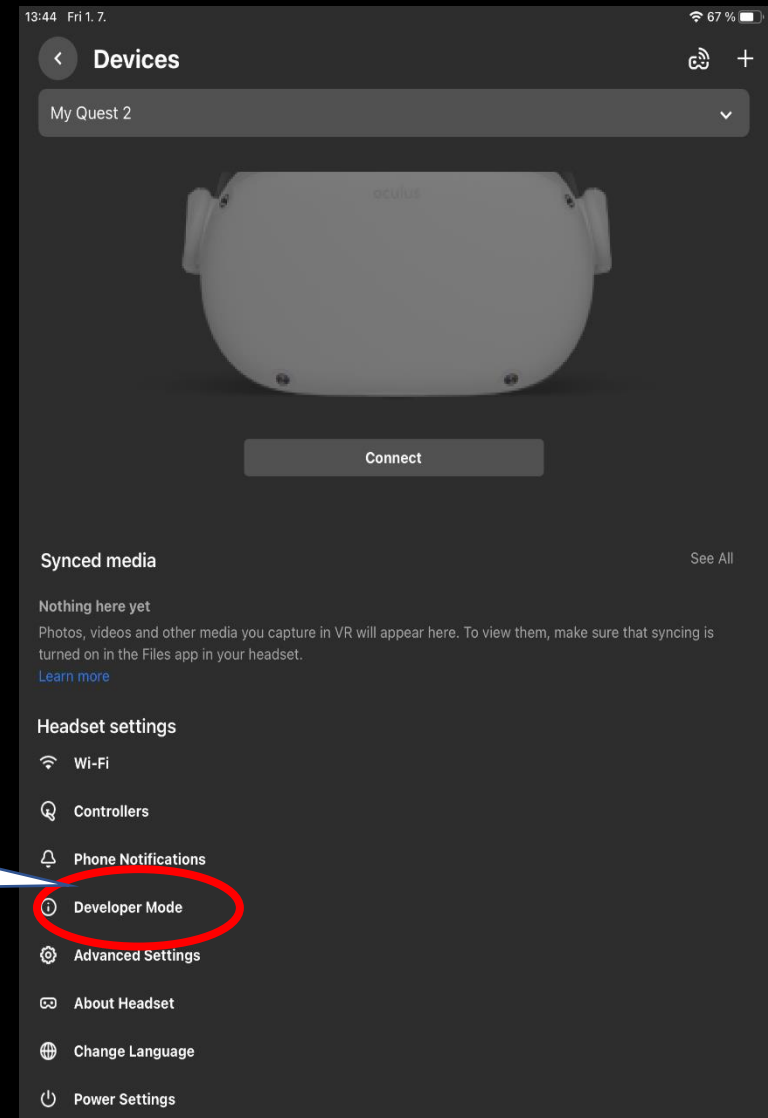 13:44 Fri 1. 7.
67 %
Devices
My Quest 2
oculus
Connect
Synced media
See All
Nothing here yet
Photos, videos and other media you capture in VR will appear here. To view them, make sure that syncing is
turned on in the Files app in your headset.
Learn more
Headset settings
Wi-Fi
Controllers
Phone Notifications
Developer Mode
Advanced Settings
About Headset
Change Language
Power Settings